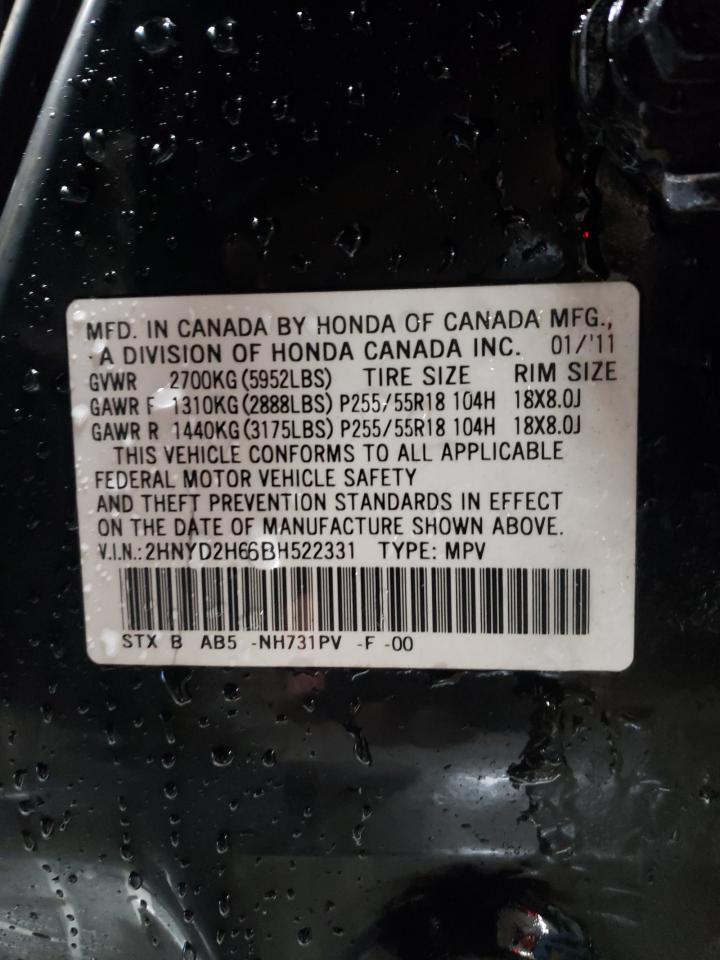 MFD. IN CANADA BY HONDA OF CANADA MFG.,
A DIVISION OF HONDA CANADA INC. 01/'11
GVWR 2700KG(5952LBS) TIRE SIZE RIM SIZE
GAWR F 1310KG(2888LBS) P255/55R18 104H 18X8.0J
GAWR R 1440KG(3175LBS) P255/55R18 104H 18X8.0J
THIS VEHICLE CONFORMS TO ALL APPLICABLE
FEDERAL MOTOR VEHICLE SAFETY
AND THEFT PREVENTION STANDARDS IN EFFECT
ON THE DATE OF MANUFACTURE SHOWN ABOVE.
V.I.N.:2HNYD2H66BH522331 TYPE: MPV
STX B AB5 -NH731PV -F -00